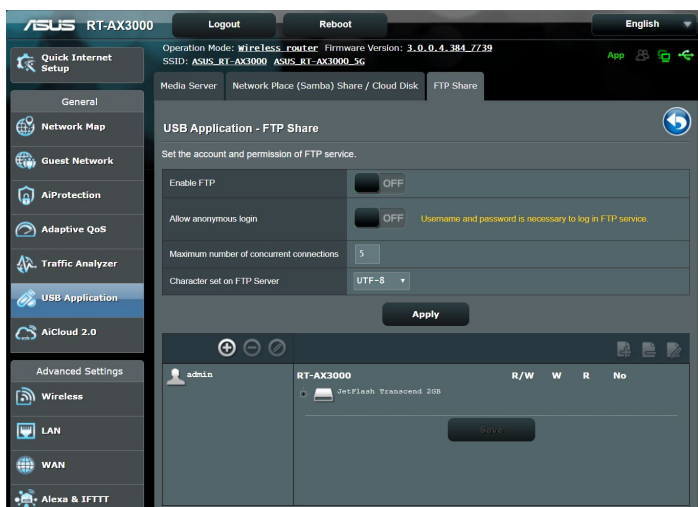 ASUS RT-AX3000
Logout
Reboot
English
Operation Mode: Wireless router Firmware Version: 3.0.0.4.384_7739
SSID: ASUS_RT-AX3000 ASUS_RT-AX3000_5G
App
Quick Internet
Setup
General
Network Map
Guest Network
AiProtection
Adaptive QoS
Traffic Analyzer
USB Application
AiCloud 2.0
Advanced Settings
Wireless
LAN
WAN
Alexa & IFTTT
Media Server
Network Place (Samba) Share / Cloud Disk
FTP Share
USB Application - FTP Share
Set the account and permission of FTP service.
Enable FTP
OFF
Allow anonymous login
OFF
Username and password is necessary to log in FTP service.
Maximum number of concurrent connections
5
Character set on FTP Server
UTF-8
Apply
admin
RT-AX3000
R/W
W
R
No
JetFlash Transcend 2GB
Save